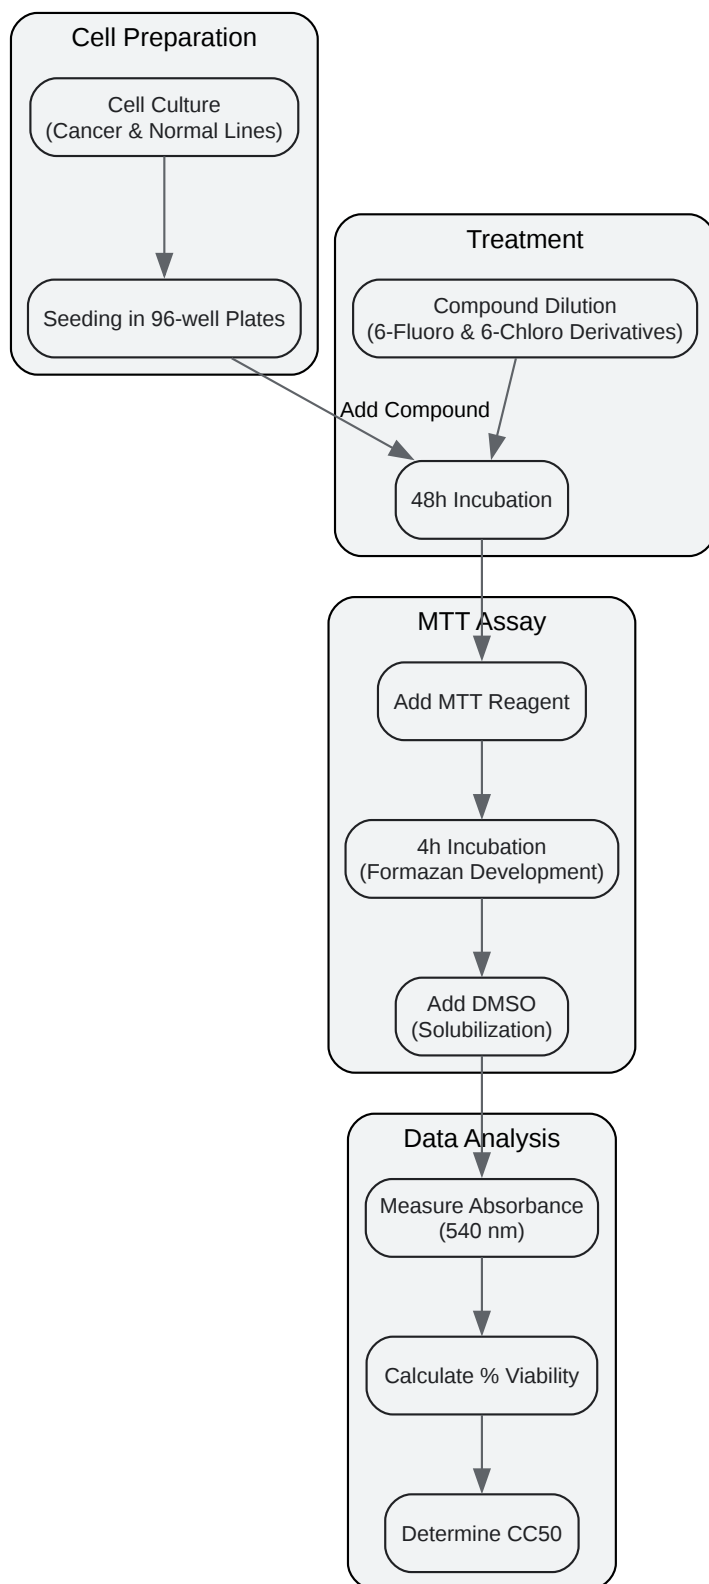 Cell Preparation
Cell Culture
(Cancer & Normal Lines)
Seeding in 96-well Plates
Treatment
Compound Dilution
(6-Fluoro & 6-Chloro Derivatives)
Add Compound
48h Incubation
MTT Assay
Add MTT Reagent
4h Incubation
(Formazan Development)
Add DMSO
(Solubilization)
Data Analysis
Measure Absorbance
(540 nm)
Calculate % Viability
Determine CC50